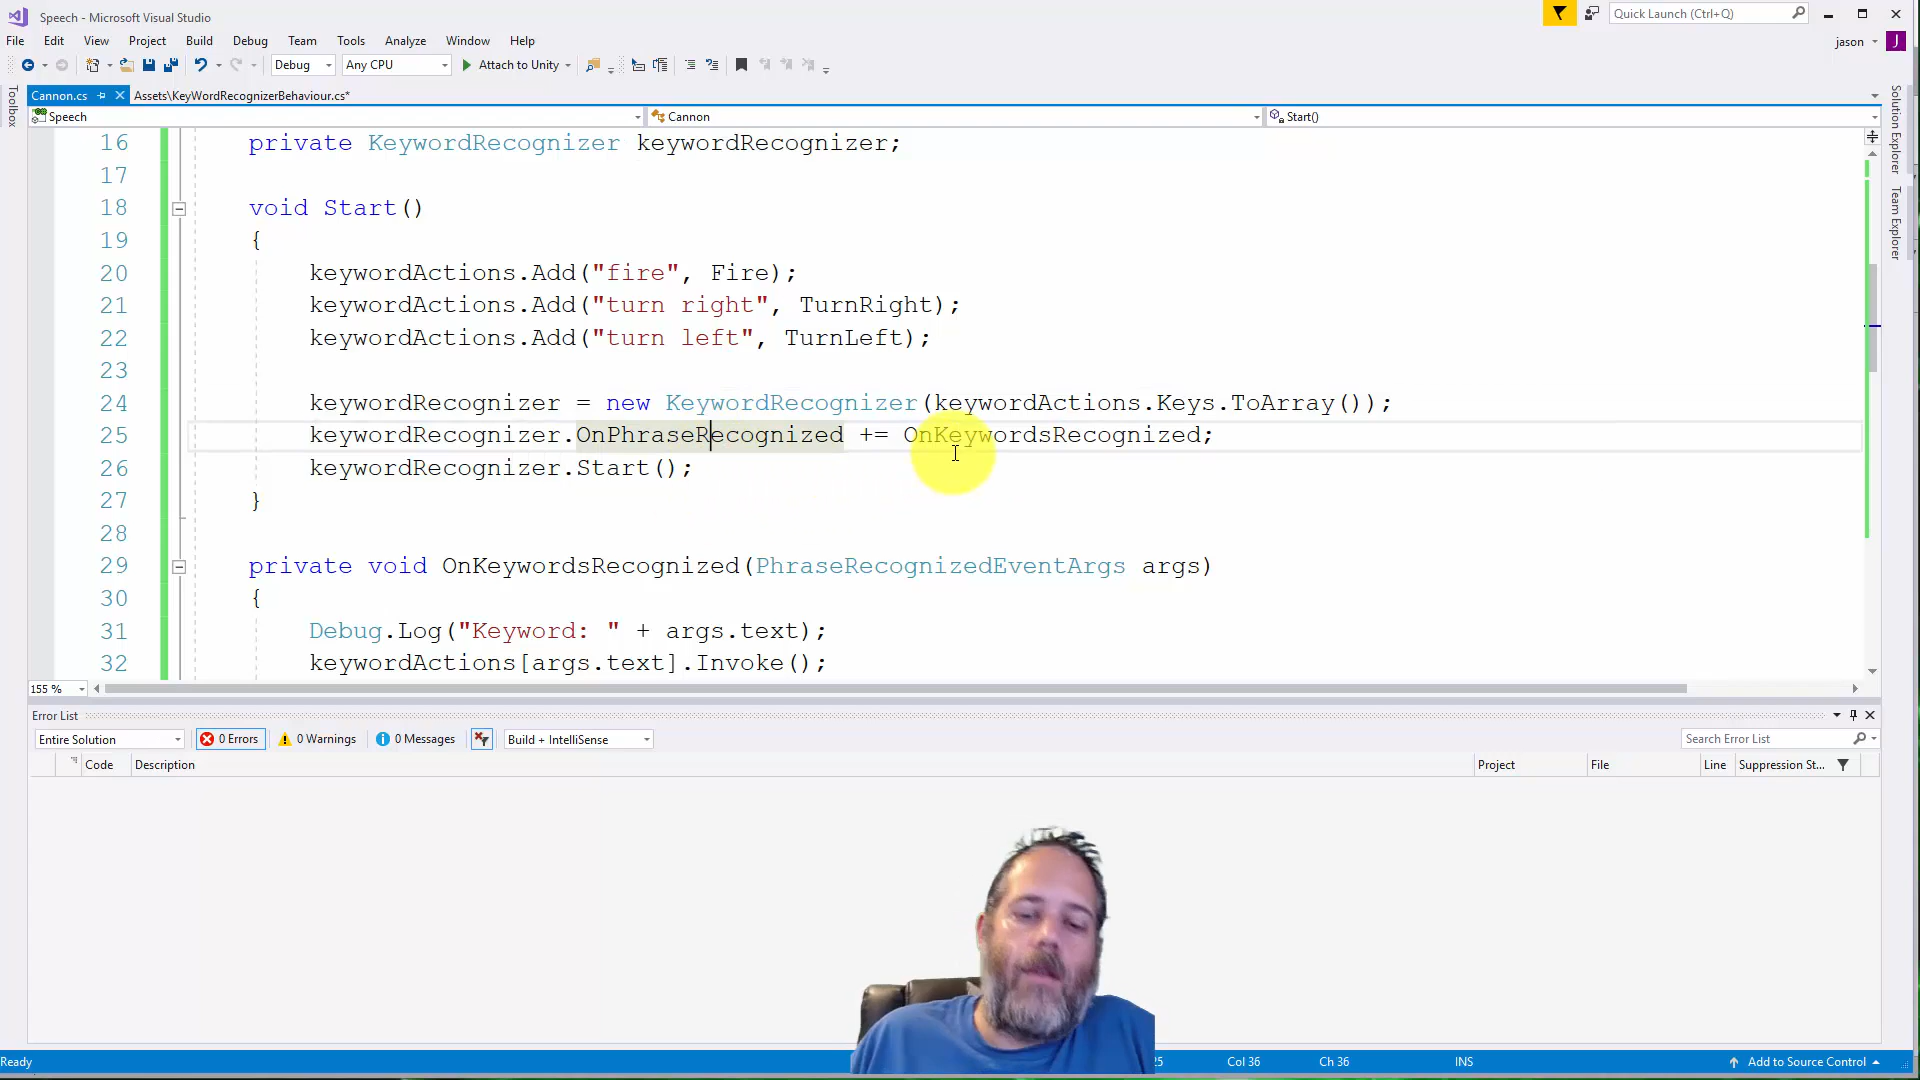 Speech - Microsoft Visual Studio
Quick Launch (Ctrl+Q)
File Edit View Project Build Debug Team Tools Analyze Window Help
jason J
Debug Any CPU Attach to Unity
Toolbox
Cannon.cs Assets\KeyWordRecognizerBehaviour.cs*
Speech Cannon Start()
Solution Explorer
Team Explorer
16 private KeywordRecognizer keywordRecognizer;
17
18 void Start()
19 {
20 keywordActions.Add("fire", Fire);
21 keywordActions.Add("turn right", TurnRight);
22 keywordActions.Add("turn left", TurnLeft);
23
24 keywordRecognizer = new KeywordRecognizer(keywordActions.Keys.ToArray());
25 keywordRecognizer.OnPhraseRecognized += OnKeywordsRecognized;
26 keywordRecognizer.Start();
27 }
28
29 private void OnKeywordsRecognized(PhraseRecognizedEventArgs args)
30 {
31 Debug.Log("Keyword: " + args.text);
32 keywordActions[args.text].Invoke();
155 %
Error List
Entire Solution 0 Errors 0 Warnings 0 Messages Build + IntelliSense Search Error List
Code Description Project File Line Suppression St...
Ready Col 36 Ch 36 INS Add to Source Control